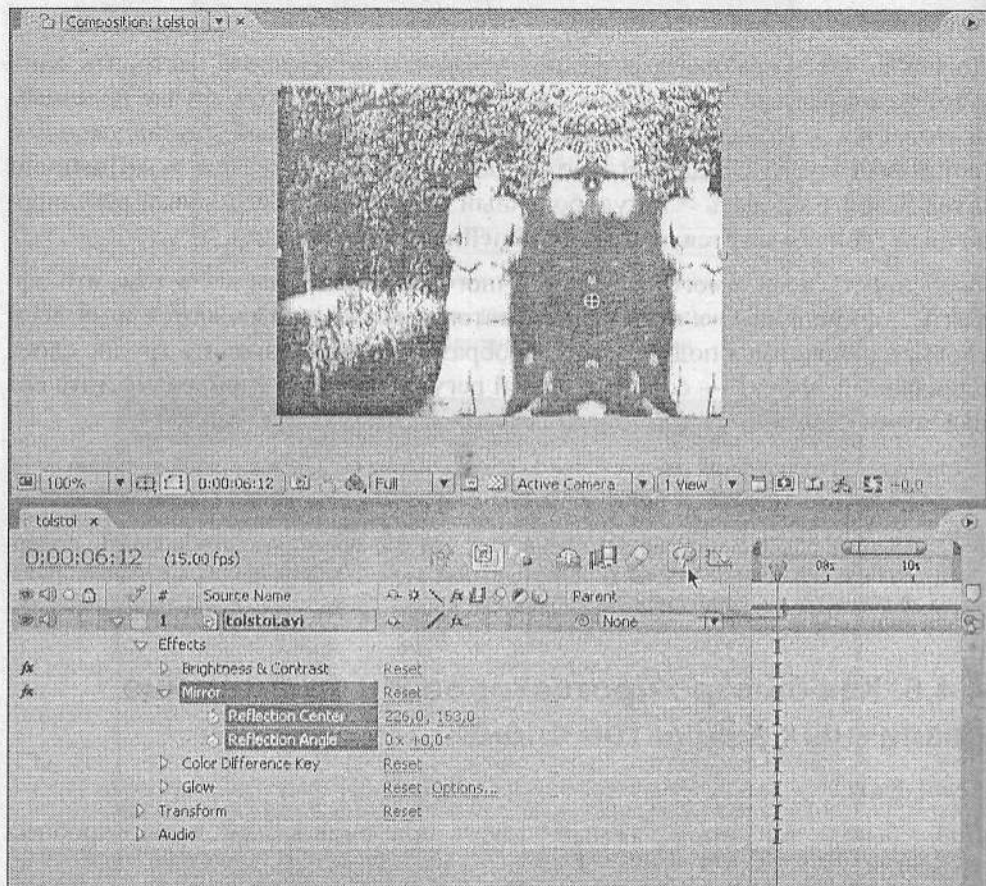 Composition: tolstoi
100% 0:00:06:12 Full Active Camera 1 View +0,0
tolstoi
0:00:06:12 (15.00 fps)
08s 10s
# Source Name Parent
1 tolstoi.avi None
Effects
fx Brightness & Contrast Reset
fx Mirror Reset
Reflection Center 226,0, 153,0
Reflection Angle 0x +0,0°
Color Difference Key Reset
Glow Reset Options...
Transform Reset
Audio